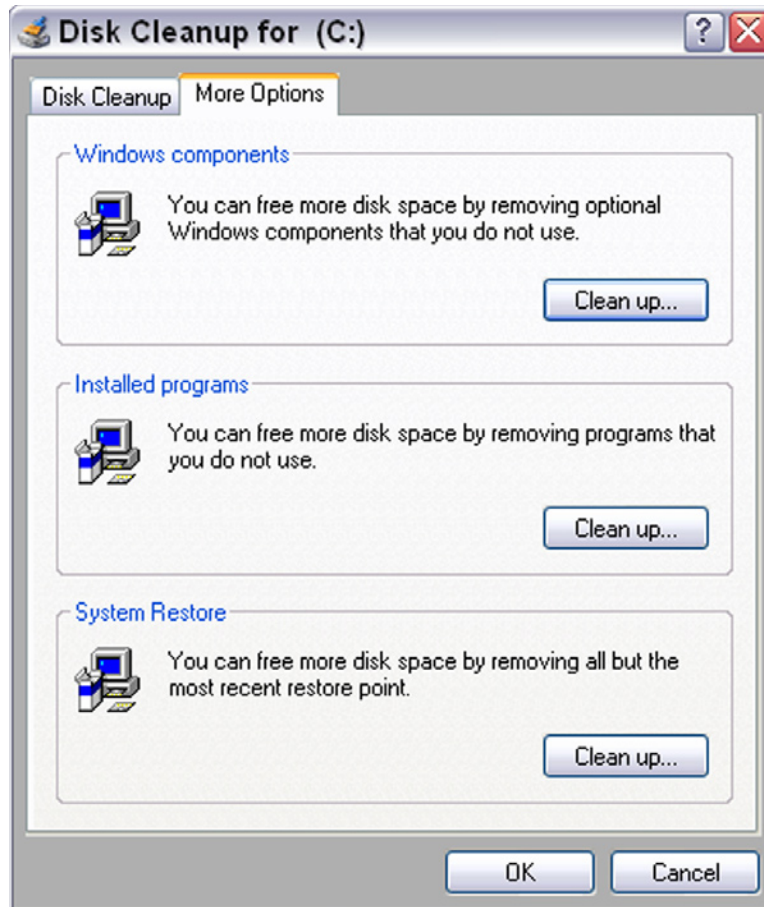 Disk Cleanup for (C:)
Disk Cleanup
More Options
Windows components
You can free more disk space by removing optional
Windows components that you do not use.
Clean up...
Installed programs
You can free more disk space by removing programs that
you do not use.
Clean up...
System Restore
You can free more disk space by removing all but the
most recent restore point.
Clean up...
OK
Cancel